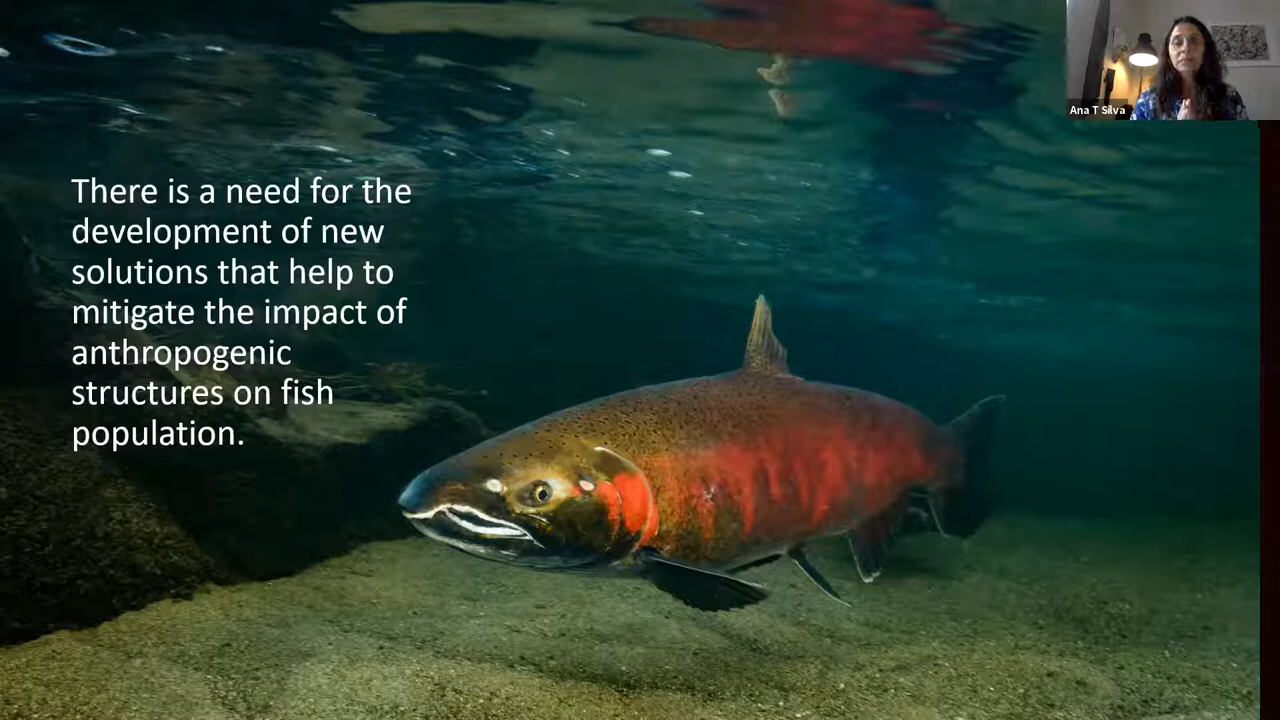 There is a need for the
development of new
solutions that help to
mitigate the impact of
anthropogenic
structures on fish
population.
Ana T Silva